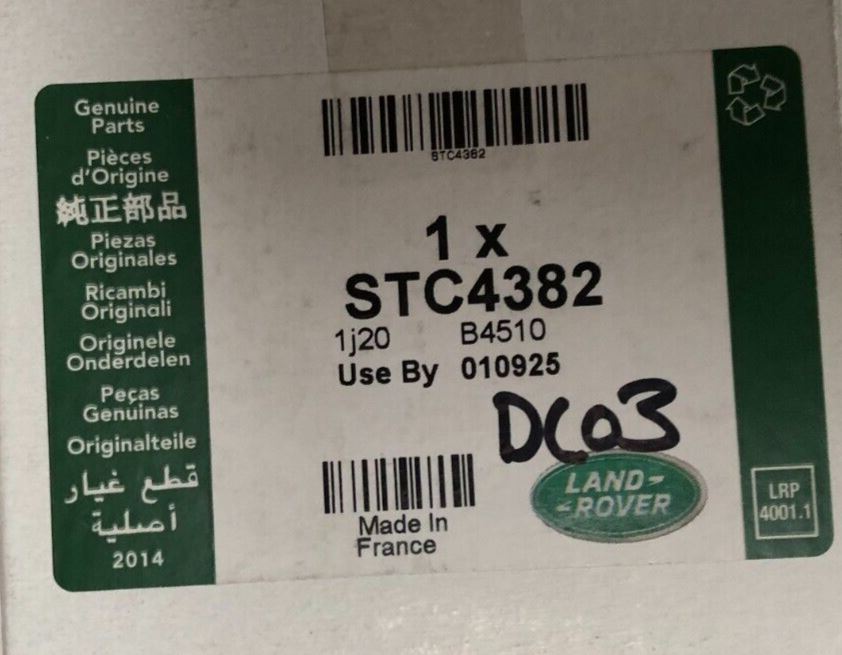 Genuine
Parts
Pièces
d'Origine
純正部品
Piezas
Originales
Ricambi
Originali
Originele
Onderdelen
Peças
Genuinas
Originalteile
قطع غيار
أصلية
2014
STC4382
1 x
STC4382
1j20 B4510
Use By 010925
DC03
LAND-
-ROVER
Made In
France
LRP
4001.1